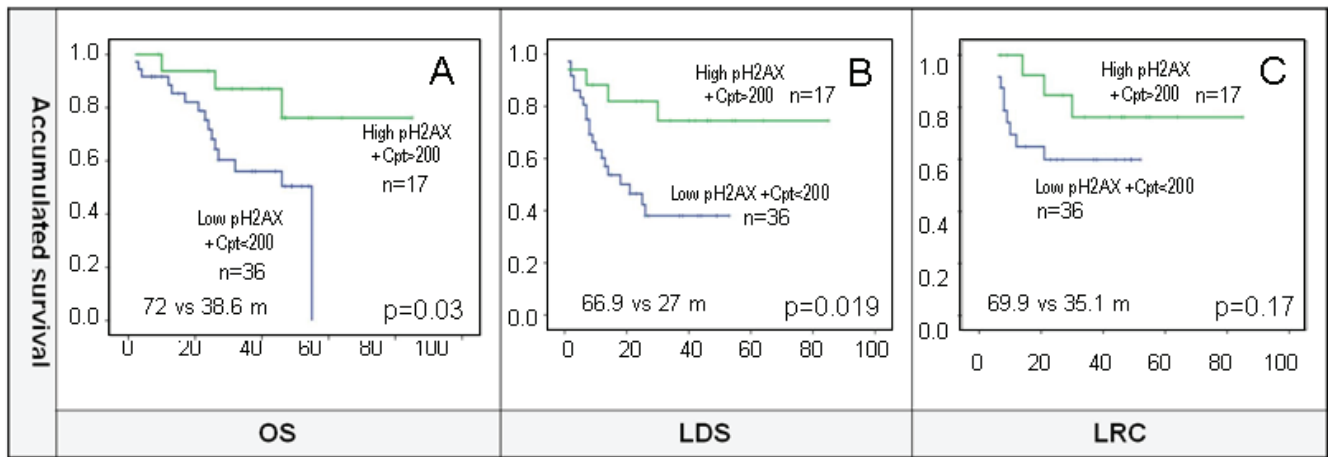 Accumulated survival
A
1.0
0.8
0.6
0.4
0.2
0.0
High pH2AX
+Cpt>200
n=17
Low pH2AX
+Cpt<200
n=36
72 vs 38.6 m
p=0.03
0 20 40 60 80 100
OS
B
1.0
0.8
0.6
0.4
0.2
0.0
High pH2AX
+Cpt>200 n=17
Low pH2AX +Cpt<200
n=36
66.9 vs 27 m
p=0.019
0 20 40 60 80 100
LDS
C
1.0
0.8
0.6
0.4
0.2
0.0
High pH2AX
+Cpt>200 n=17
Low pH2AX +Cpt<200
n=36
69.9 vs 35.1 m
p=0.17
0 20 40 60 80 100
LRC